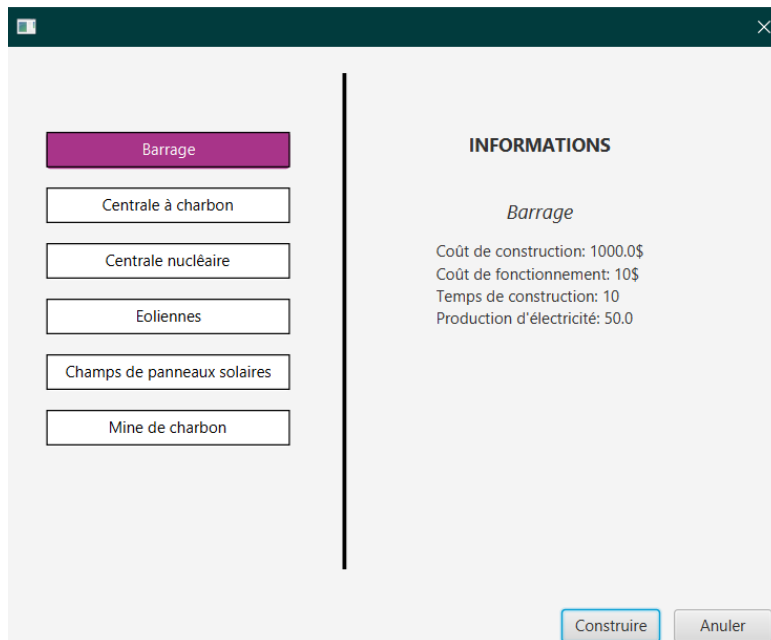 Barrage
Centrale à charbon
Centrale nuclêaire
Eoliennes
Champs de panneaux solaires
Mine de charbon
INFORMATIONS
Barrage
Coût de construction: 1000.0$
Coût de fonctionnement: 10$
Temps de construction: 10
Production d'électricité: 50.0
Construire
Anuler